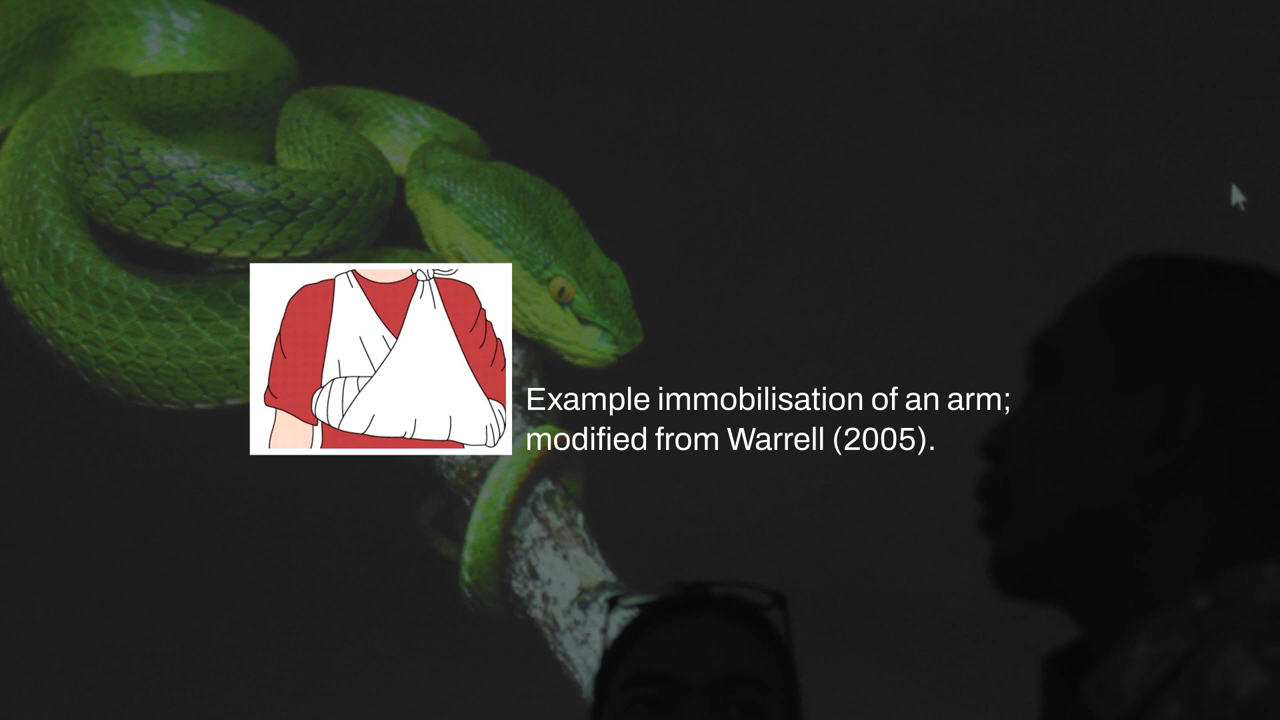 Example immobilisation of an arm;
modified from Warrell (2005).